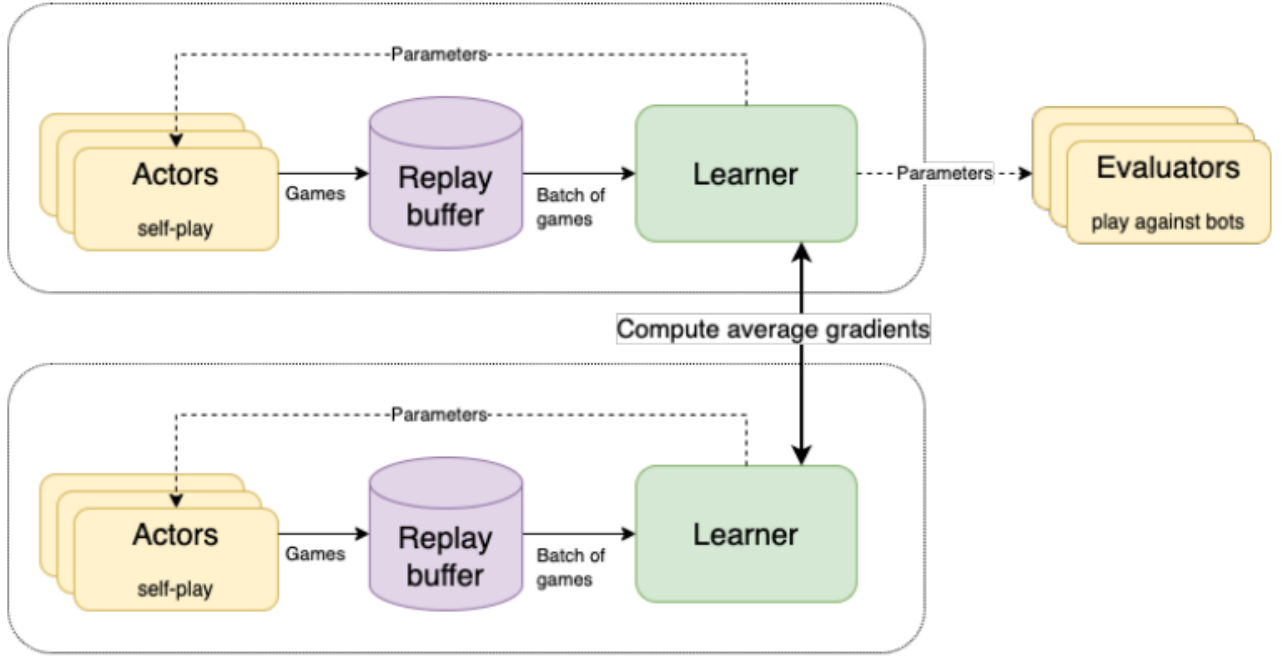 Parameters
Actors
self-play
Games
Replay
buffer
Batch of
games
Learner
Parameters
Evaluators
play against bots
Compute average gradients
Parameters
Actors
self-play
Games
Replay
buffer
Batch of
games
Learner